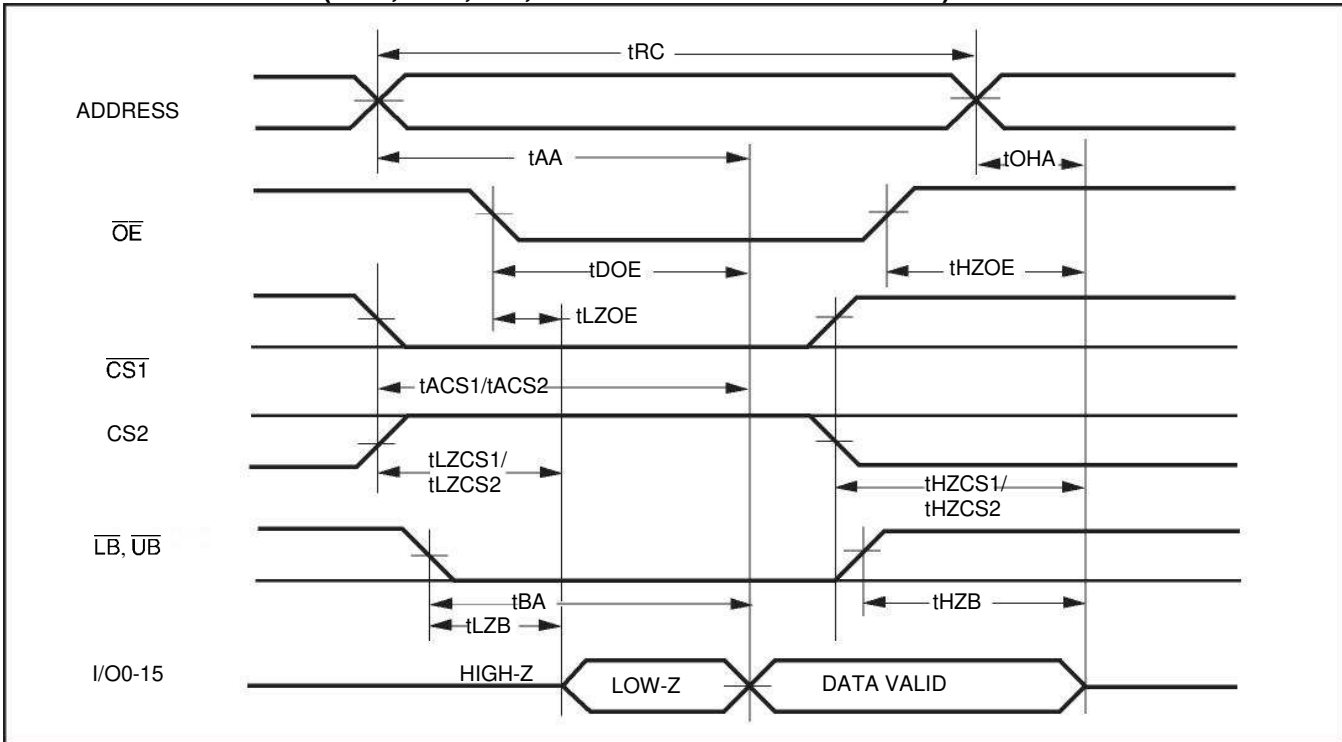 tRC
ADDRESS
tAA
tOHA
OE
tDOE
tHZOE
tLZOE
CS1
tACS1/tACS2
CS2
tLZCS1/
tLZCS2
tHZCS1/
tHZCS2
LB, UB
tBA
tHZB
tLZB
I/O0-15
HIGH-Z
LOW-Z
DATA VALID